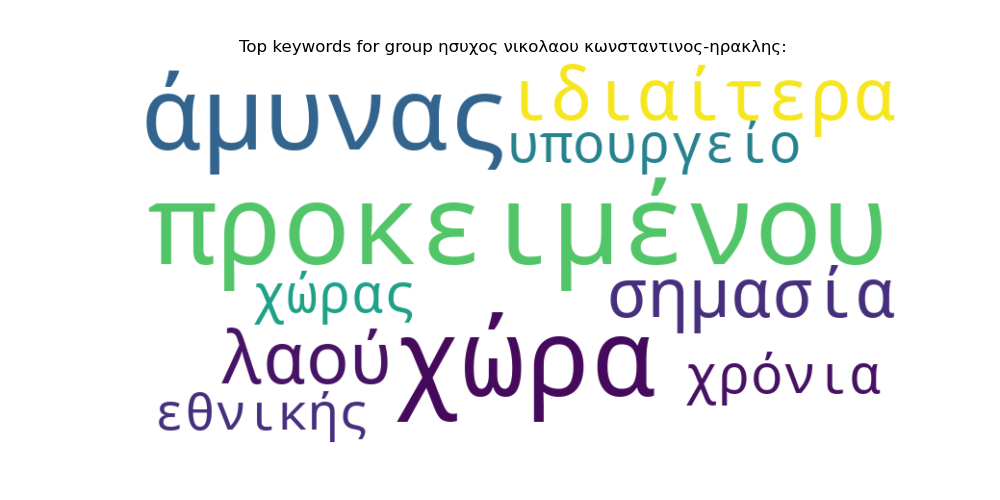 Top keywords for group ησυχος νικολαου κωνσταντινος-ηρακλης:
άμυνας ιδιαίτερα
υπουργείο
προκειμένου
χώρας σημασία
λαού χώρα χρόνια
εθνικής